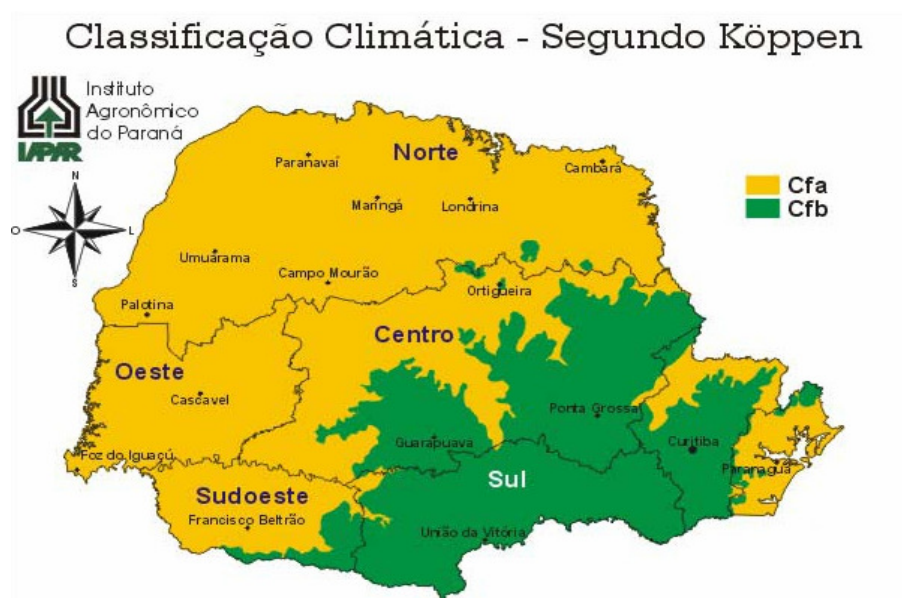 Classificação Climática - Segundo Köppen
Instituto
Agronômico
do Paraná
IAPAR
N
O
L
S
Cfa
Cfb
Norte
Paranavaí
Cambará
Maringá
Londrina
Umuarama
Campo Mourão
Ortigueira
Palotina
Centro
Oeste
Cascavel
Ponta Grossa
Guarapuava
Curitiba
Foz do Iguaçú
Paranaguá
Sul
Sudoeste
Francisco Beltrão
União da Vitória